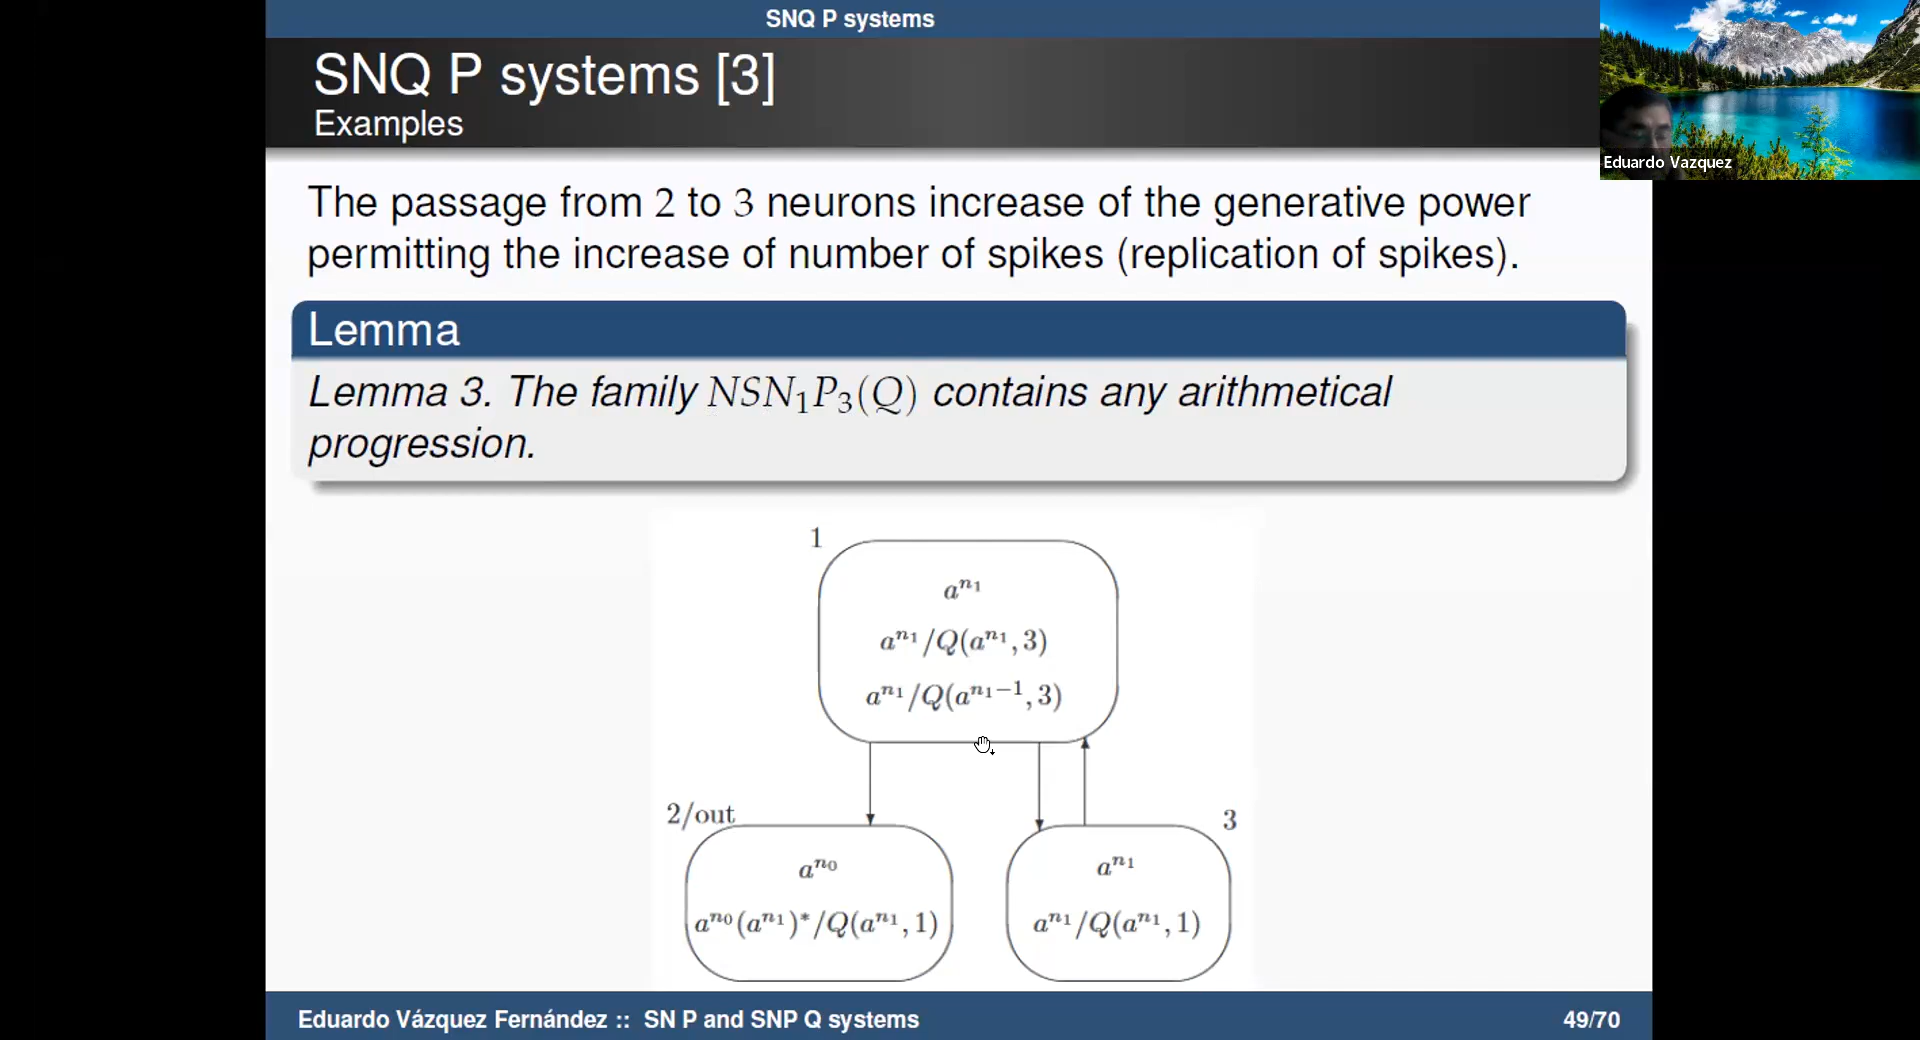 SNQ P systems
SNQ P systems [3]
Examples
Eduardo Vazquez
The passage from 2 to 3 neurons increase of the generative power
permitting the increase of number of spikes (replication of spikes).
Lemma
Lemma 3. The family NSN₁P₃(Q) contains any arithmetical
progression.
1
a^{n₁}
a^{n₁}/Q(a^{n₁}, 3)
a^{n₁}/Q(a^{n₁−1}, 3)
2/out
a^{n₀}
a^{n₀}(a^{n₁})*/Q(a^{n₁}, 1)
3
a^{n₁}
a^{n₁}/Q(a^{n₁}, 1)
Eduardo Vázquez Fernández :: SN P and SNP Q systems
49/70